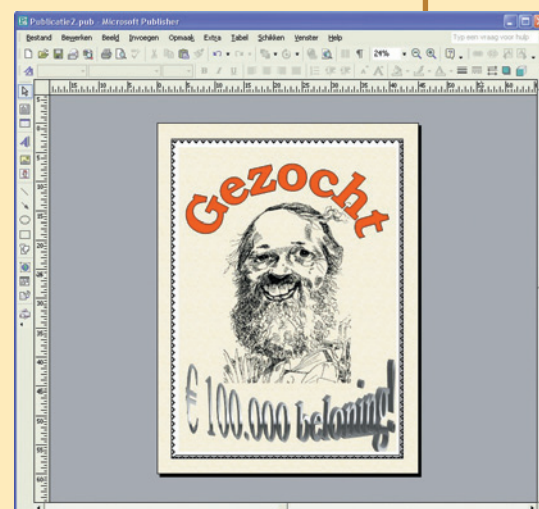 Publicatie2.pub - Microsoft Publisher
Bestand Bewerken Beeld Invoegen Opmaak Extra Tabel Schikken Venster Help
Typ een vraag voor hulp
24%
Gezocht
€ 100.000 beloning!